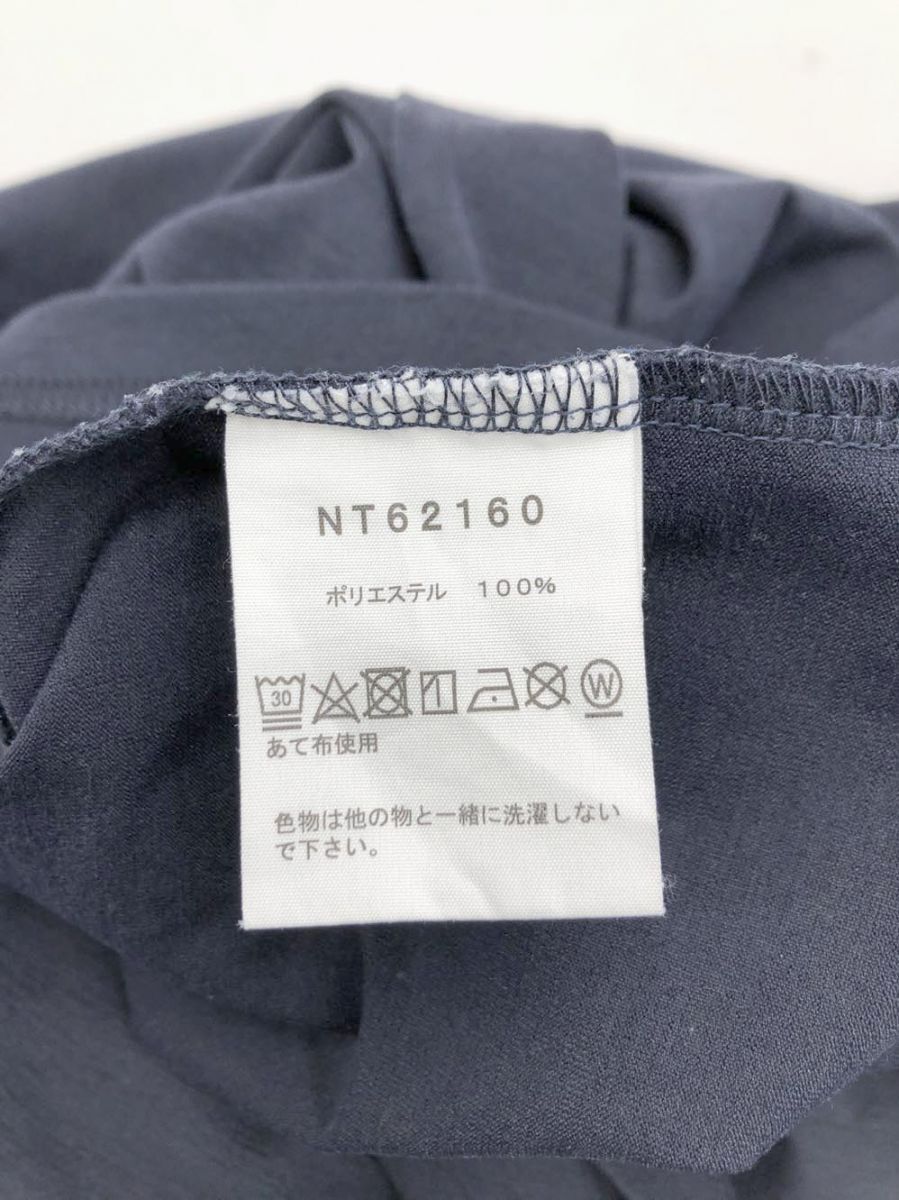 NT62160
ポリエステル 100%
30 W
あて布使用
色物は他の物と一緒に洗濯しない
で下さい。